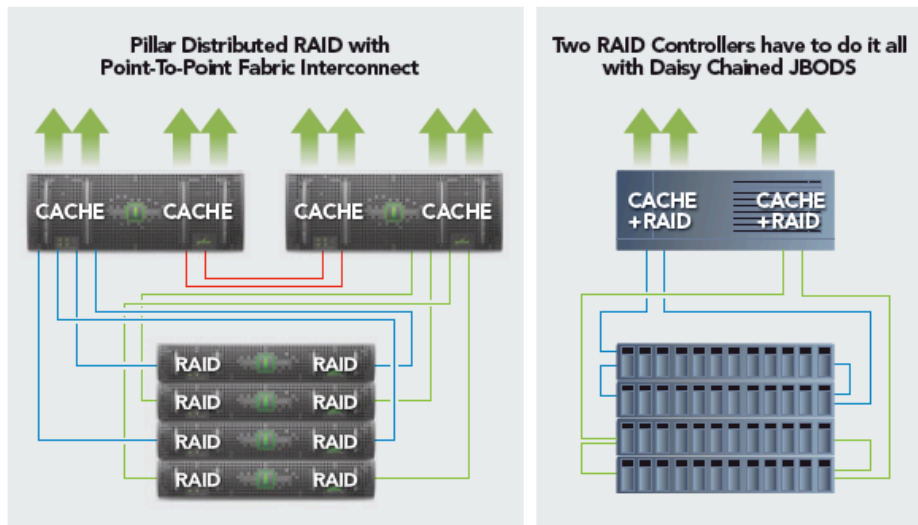 Pillar Distributed RAID with
Point-To-Point Fabric Interconnect
CACHE CACHE CACHE CACHE
RAID RAID
RAID RAID
RAID RAID
RAID RAID
Two RAID Controllers have to do it all
with Daisy Chained JBODS
CACHE CACHE
+RAID +RAID